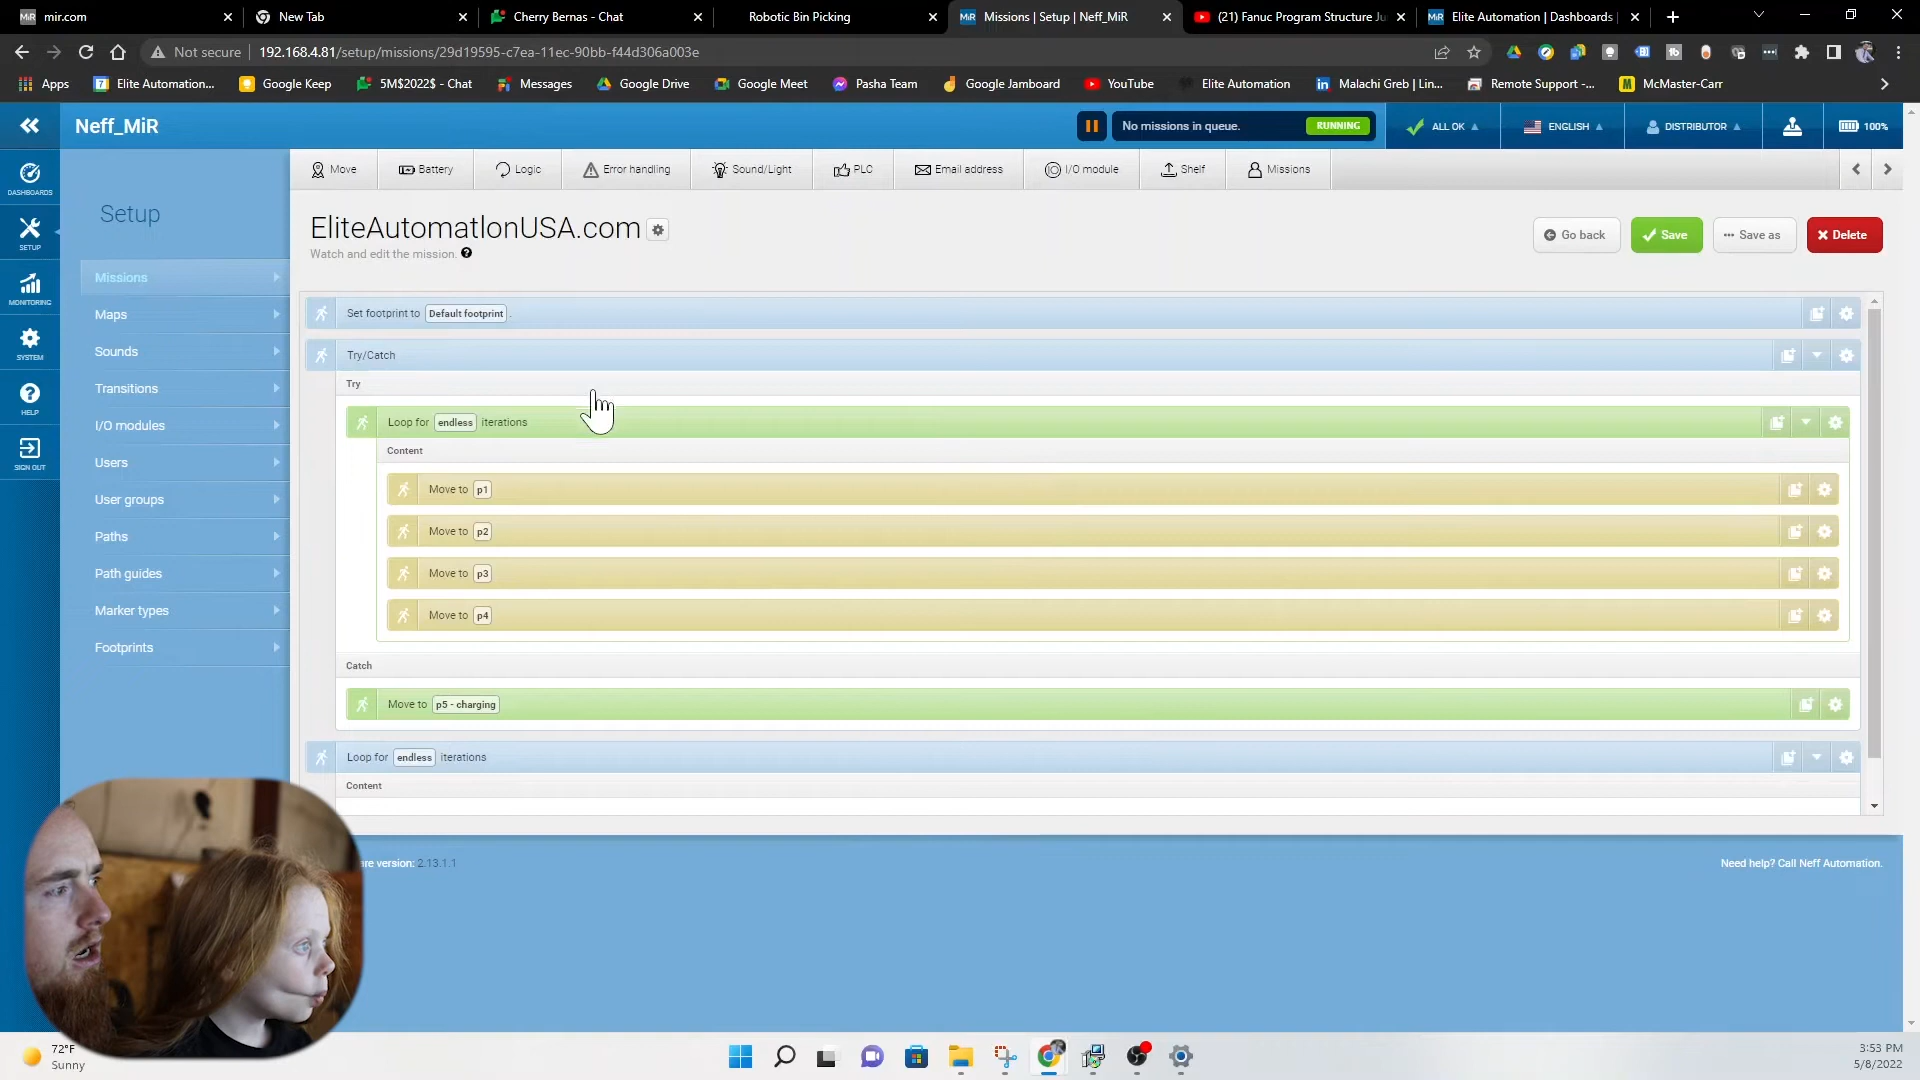 mir.com
New Tab
Cherry Bernas - Chat
Robotic Bin Picking
Missions | Setup | Neff_MiR
(21) Fanuc Program Structure Ju
Elite Automation | Dashboards
Not secure
192.168.4.81/setup/missions/29d19595-c7ea-11ec-90bb-f44d306a003e
Apps
Elite Automation...
Google Keep
5M$2022$ - Chat
Messages
Google Drive
Google Meet
Pasha Team
Google Jamboard
YouTube
Elite Automation
Malachi Greb | Lin...
Remote Support -...
McMaster-Carr
Neff_MiR
No missions in queue.
RUNNING
ALL OK
ENGLISH
DISTRIBUTOR
100%
DASHBOARDS
SETUP
MONITORING
SYSTEM
HELP
SIGN OUT
Setup
Missions
Maps
Sounds
Transitions
I/O modules
Users
User groups
Paths
Path guides
Marker types
Footprints
Move
Battery
Logic
Error handling
Sound/Light
PLC
Email address
I/O module
Shelf
Missions
EliteAutomatIonUSA.com
Watch and edit the mission.
Go back
Save
Save as
Delete
Set footprint to Default footprint .
Try/Catch
Try
Loop for endless iterations
Content
Move to p1
Move to p2
Move to p3
Move to p4
Catch
Move to p5 - charging
Loop for endless iterations
Content
are version: 2.13.1.1
Need help? Call Neff Automation.
72°F
Sunny
3:53 PM
5/8/2022